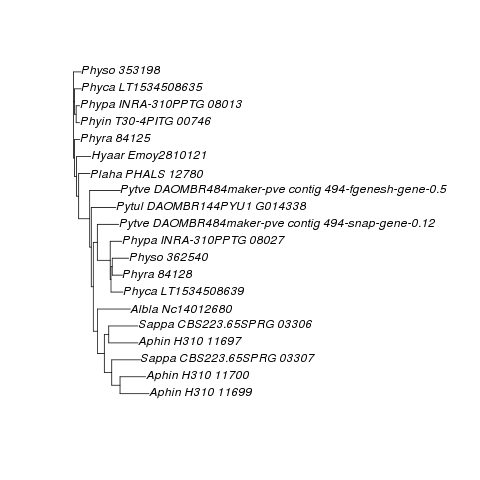 Physo 353198
Phyca LT1534508635
Phypa INRA-310PPTG 08013
Phyin T30-4PITG 00746
Phyra 84125
Hyaar Emoy2810121
Plaha PHALS 12780
Pytve DAOMBR484maker-pve contig 494-fgenesh-gene-0.5
Pytul DAOMBR144PYU1 G014338
Pytve DAOMBR484maker-pve contig 494-snap-gene-0.12
Phypa INRA-310PPTG 08027
Physo 362540
Phyra 84128
Phyca LT1534508639
Albla Nc14012680
Sappa CBS223.65SPRG 03306
Aphin H310 11697
Sappa CBS223.65SPRG 03307
Aphin H310 11700
Aphin H310 11699